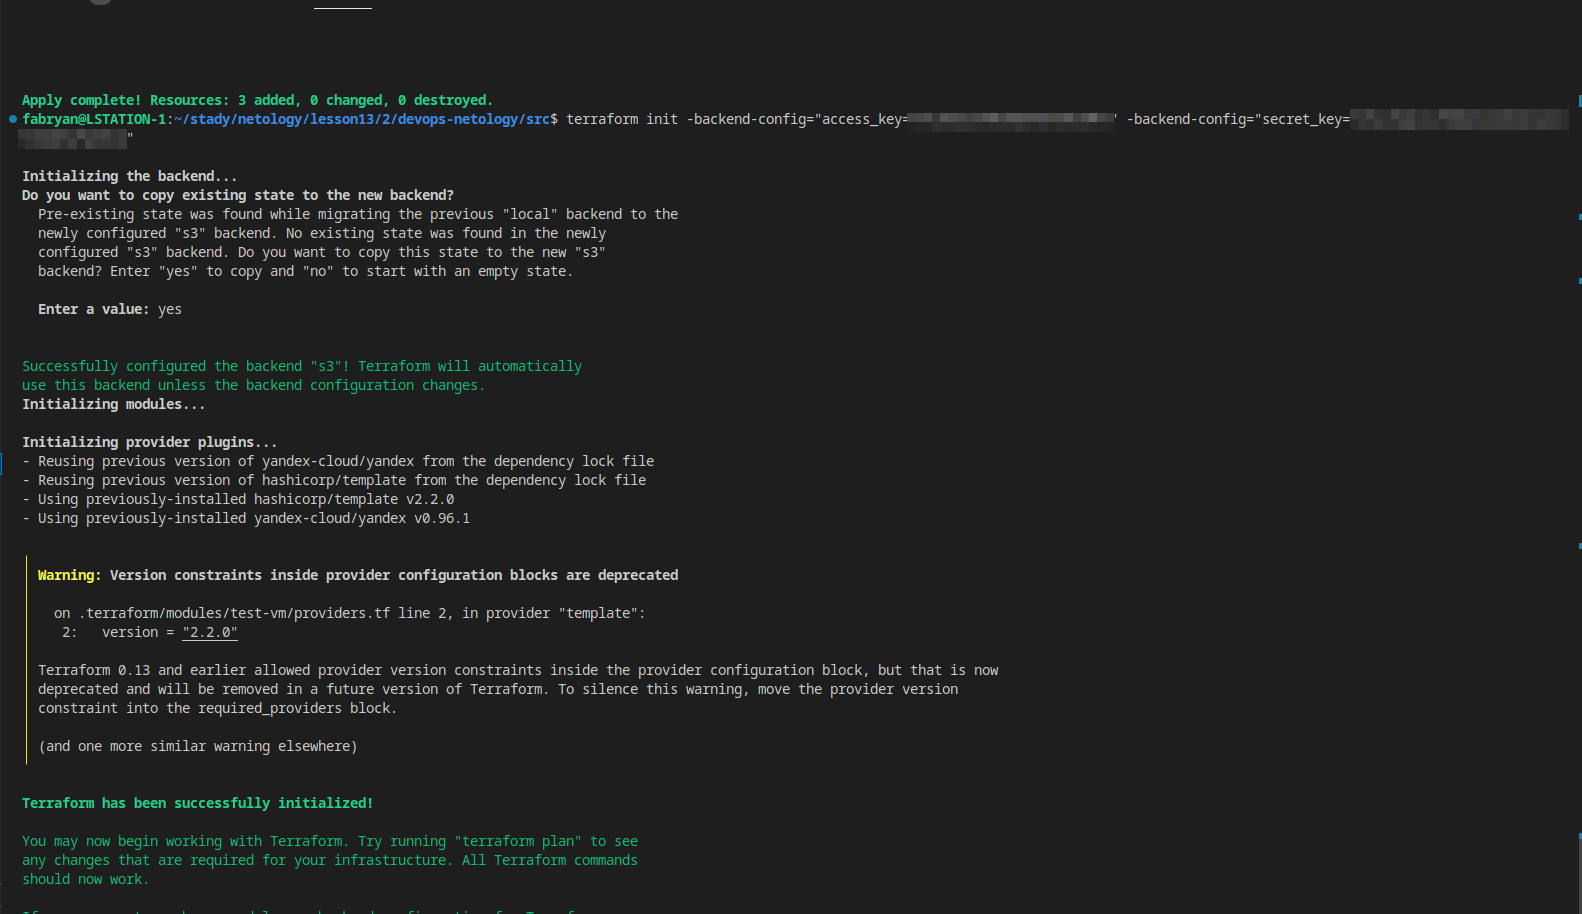 Apply complete! Resources: 3 added, 0 changed, 0 destroyed.
fabryan@LSTATION-1:~/stady/netology/lesson13/2/devops-netology/src$ terraform init -backend-config="access_key= " -backend-config="secret_key=
"
Initializing the backend...
Do you want to copy existing state to the new backend?
Pre-existing state was found while migrating the previous "local" backend to the
newly configured "s3" backend. No existing state was found in the newly
configured "s3" backend. Do you want to copy this state to the new "s3"
backend? Enter "yes" to copy and "no" to start with an empty state.
Enter a value: yes
Successfully configured the backend "s3"! Terraform will automatically
use this backend unless the backend configuration changes.
Initializing modules...
Initializing provider plugins...
- Reusing previous version of yandex-cloud/yandex from the dependency lock file
- Reusing previous version of hashicorp/template from the dependency lock file
- Using previously-installed hashicorp/template v2.2.0
- Using previously-installed yandex-cloud/yandex v0.96.1
Warning: Version constraints inside provider configuration blocks are deprecated
on .terraform/modules/test-vm/providers.tf line 2, in provider "template":
2: version = "2.2.0"
Terraform 0.13 and earlier allowed provider version constraints inside the provider configuration block, but that is now
deprecated and will be removed in a future version of Terraform. To silence this warning, move the provider version
constraint into the required_providers block.
(and one more similar warning elsewhere)
Terraform has been successfully initialized!
You may now begin working with Terraform. Try running "terraform plan" to see
any changes that are required for your infrastructure. All Terraform commands
should now work.